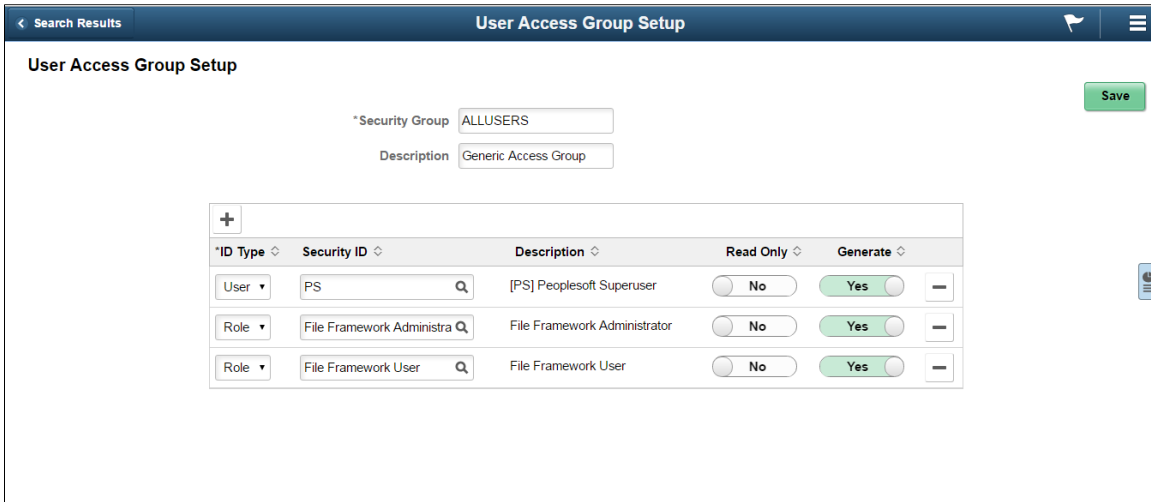 Search Results
User Access Group Setup
User Access Group Setup
Save
*Security Group ALLUSERS
Description Generic Access Group
*ID Type Security ID Description Read Only Generate
User PS [PS] Peoplesoft Superuser No Yes
Role File Framework Administra File Framework Administrator No Yes
Role File Framework User File Framework User No Yes